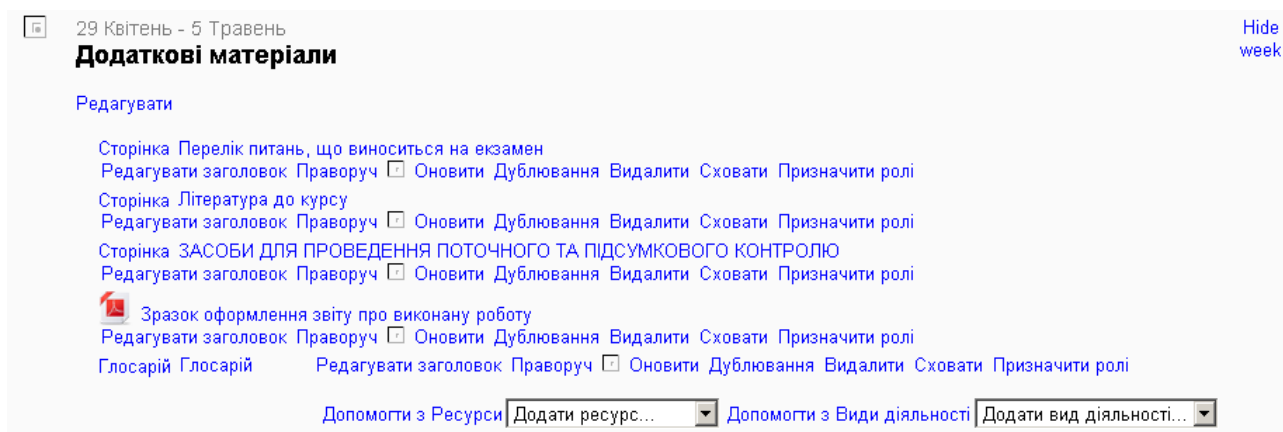 29 Квітень - 5 Травень
Hide week
Додаткові матеріали
Редагувати
Сторінка Перелік питань, що виноситься на екзамен
Редагувати заголовок Праворуч Оновити Дублювання Видалити Сховати Призначити ролі
Сторінка Література до курсу
Редагувати заголовок Праворуч Оновити Дублювання Видалити Сховати Призначити ролі
Сторінка ЗАСОБИ ДЛЯ ПРОВЕДЕННЯ ПОТОЧНОГО ТА ПІДСУМКОВОГО КОНТРОЛЮ
Редагувати заголовок Праворуч Оновити Дублювання Видалити Сховати Призначити ролі
Зразок оформлення звіту про виконану роботу
Редагувати заголовок Праворуч Оновити Дублювання Видалити Сховати Призначити ролі
Глосарій Глосарій Редагувати заголовок Праворуч Оновити Дублювання Видалити Сховати Призначити ролі
Допомогти з Ресурси Додати ресурс... Допомогти з Види діяльності Додати вид діяльності...